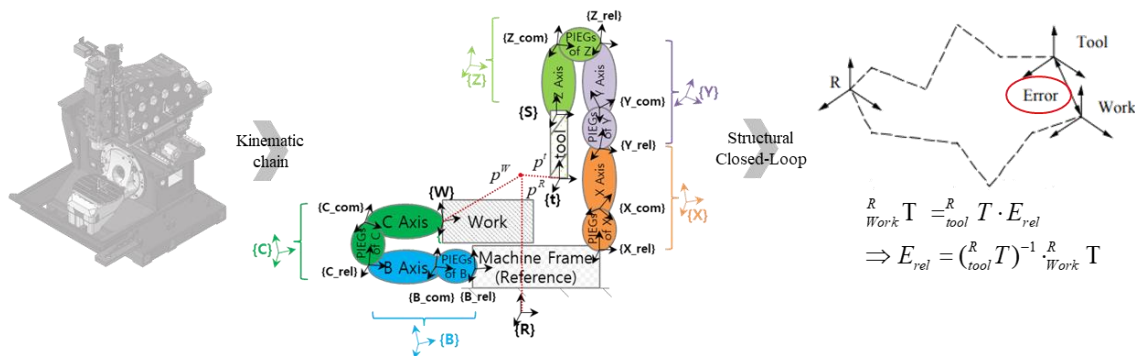 Kinematic
chain
{Z_rel}
{Z_com}
PIEGs
of Z
{Z}
Z Axis
Y Axis
{Y}
{S}
{Y_com}
PIEGs
of Y
tool
{Y_rel}
p^W
p^t
p^R
{t}
X Axis
{X}
{W}
{X_com}
PIEGs
of X
{C_com}
C Axis
Work
{C}
PIEGs
of C
{X_rel}
Machine Frame
(Reference)
{C_rel}
B Axis
PIEGs
of B
{B_com}
{B_rel}
{R}
{B}
Structural
Closed-Loop
Tool
R
Error
Work
^R_Work T = ^R_tool T · E_rel
⇒ E_rel = (^R_tool T)^-1 · ^R_Work T